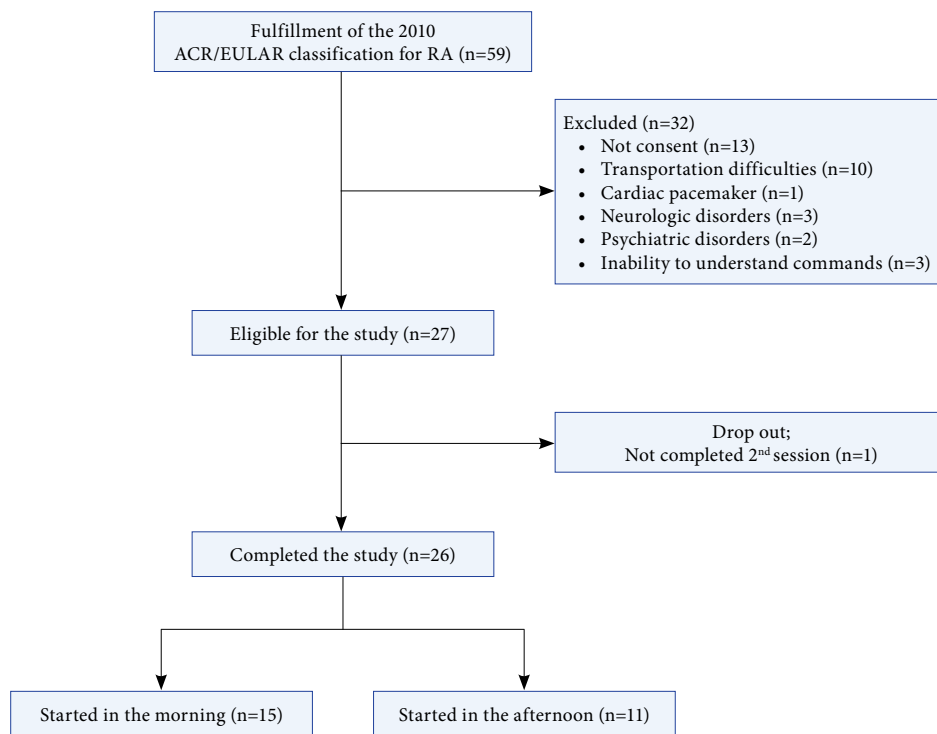 Fulfillment of the 2010
ACR/EULAR classification for RA (n=59)
Excluded (n=32)
• Not consent (n=13)
• Transportation difficulties (n=10)
• Cardiac pacemaker (n=1)
• Neurologic disorders (n=3)
• Psychiatric disorders (n=2)
• Inability to understand commands (n=3)
Eligible for the study (n=27)
Drop out;
Not completed 2nd session (n=1)
Completed the study (n=26)
Started in the morning (n=15)
Started in the afternoon (n=11)